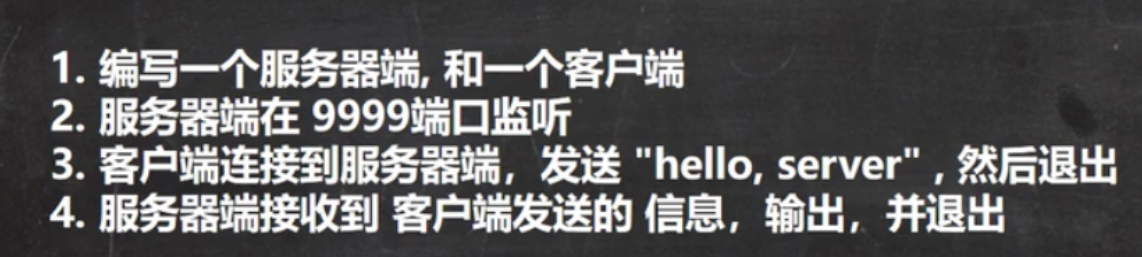 1. 编写一个服务器端, 和一个客户端
2. 服务器端在 9999端口监听
3. 客户端连接到服务器端，发送 "hello, server" , 然后退出
4. 服务器端接收到 客户端发送的 信息，输出，并退出